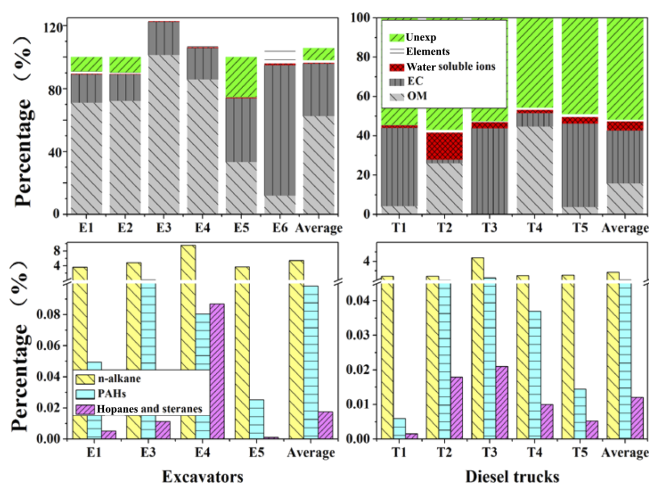 Percentage (%)
120
80
40
0
E1 E2 E3 E4 E5 E6 Average
Percentage (%)
100
80
60
40
20
0
Unexp
Elements
Water soluble ions
EC
OM
T1 T2 T3 T4 T5 Average
Percentage (%)
8
4
0.08
0.06
0.04
0.02
0.00
n-alkane
PAHs
Hopanes and steranes
E1 E3 E4 E5 Average
Excavators
Percentage (%)
4
0.04
0.03
0.02
0.01
0.00
T1 T2 T3 T4 T5 Average
Diesel trucks